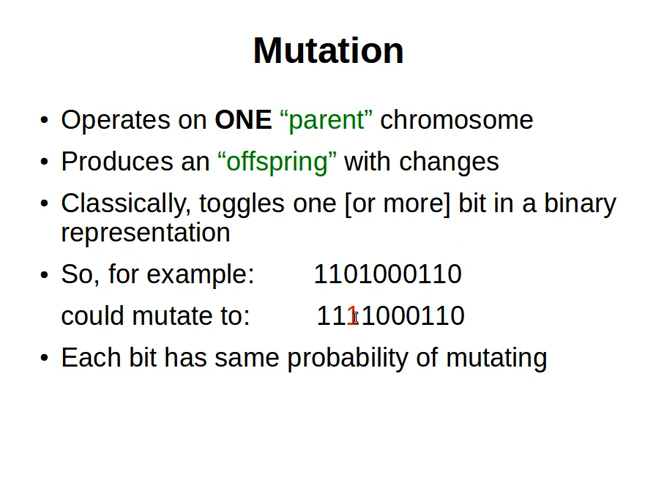 Mutation
• Operates on ONE “parent” chromosome
• Produces an “offspring” with changes
• Classically, toggles one [or more] bit in a binary
representation
• So, for example: 1101000110
could mutate to: 1111000110
• Each bit has same probability of mutating